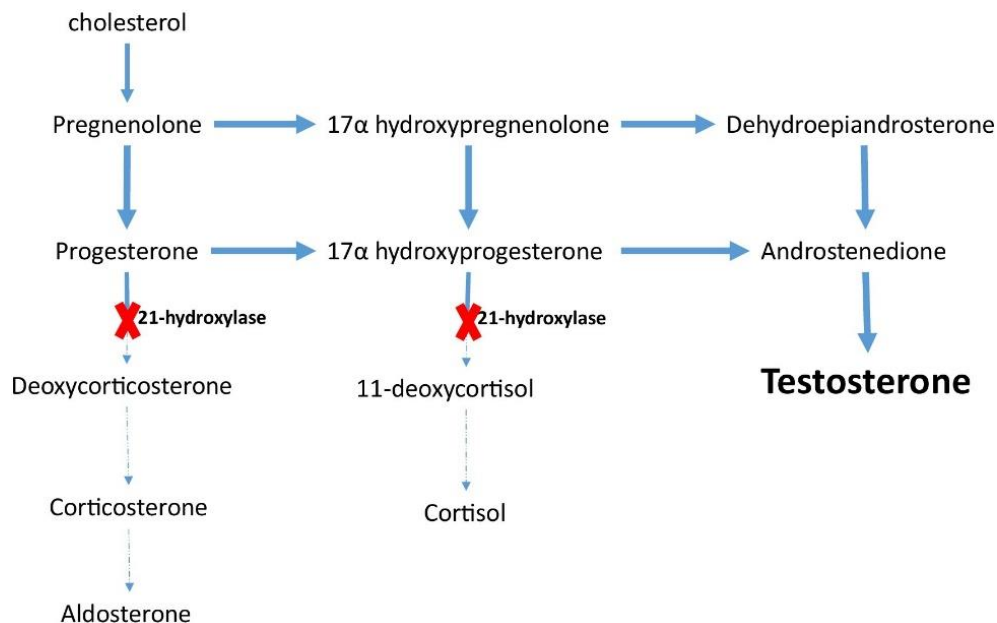 cholesterol
Pregnenolone 17α hydroxypregnenolone Dehydroepiandrosterone
Progesterone 17α hydroxyprogesterone Androstenedione
21-hydroxylase 21-hydroxylase
Deoxycorticosterone 11-deoxycortisol Testosterone
Corticosterone Cortisol
Aldosterone